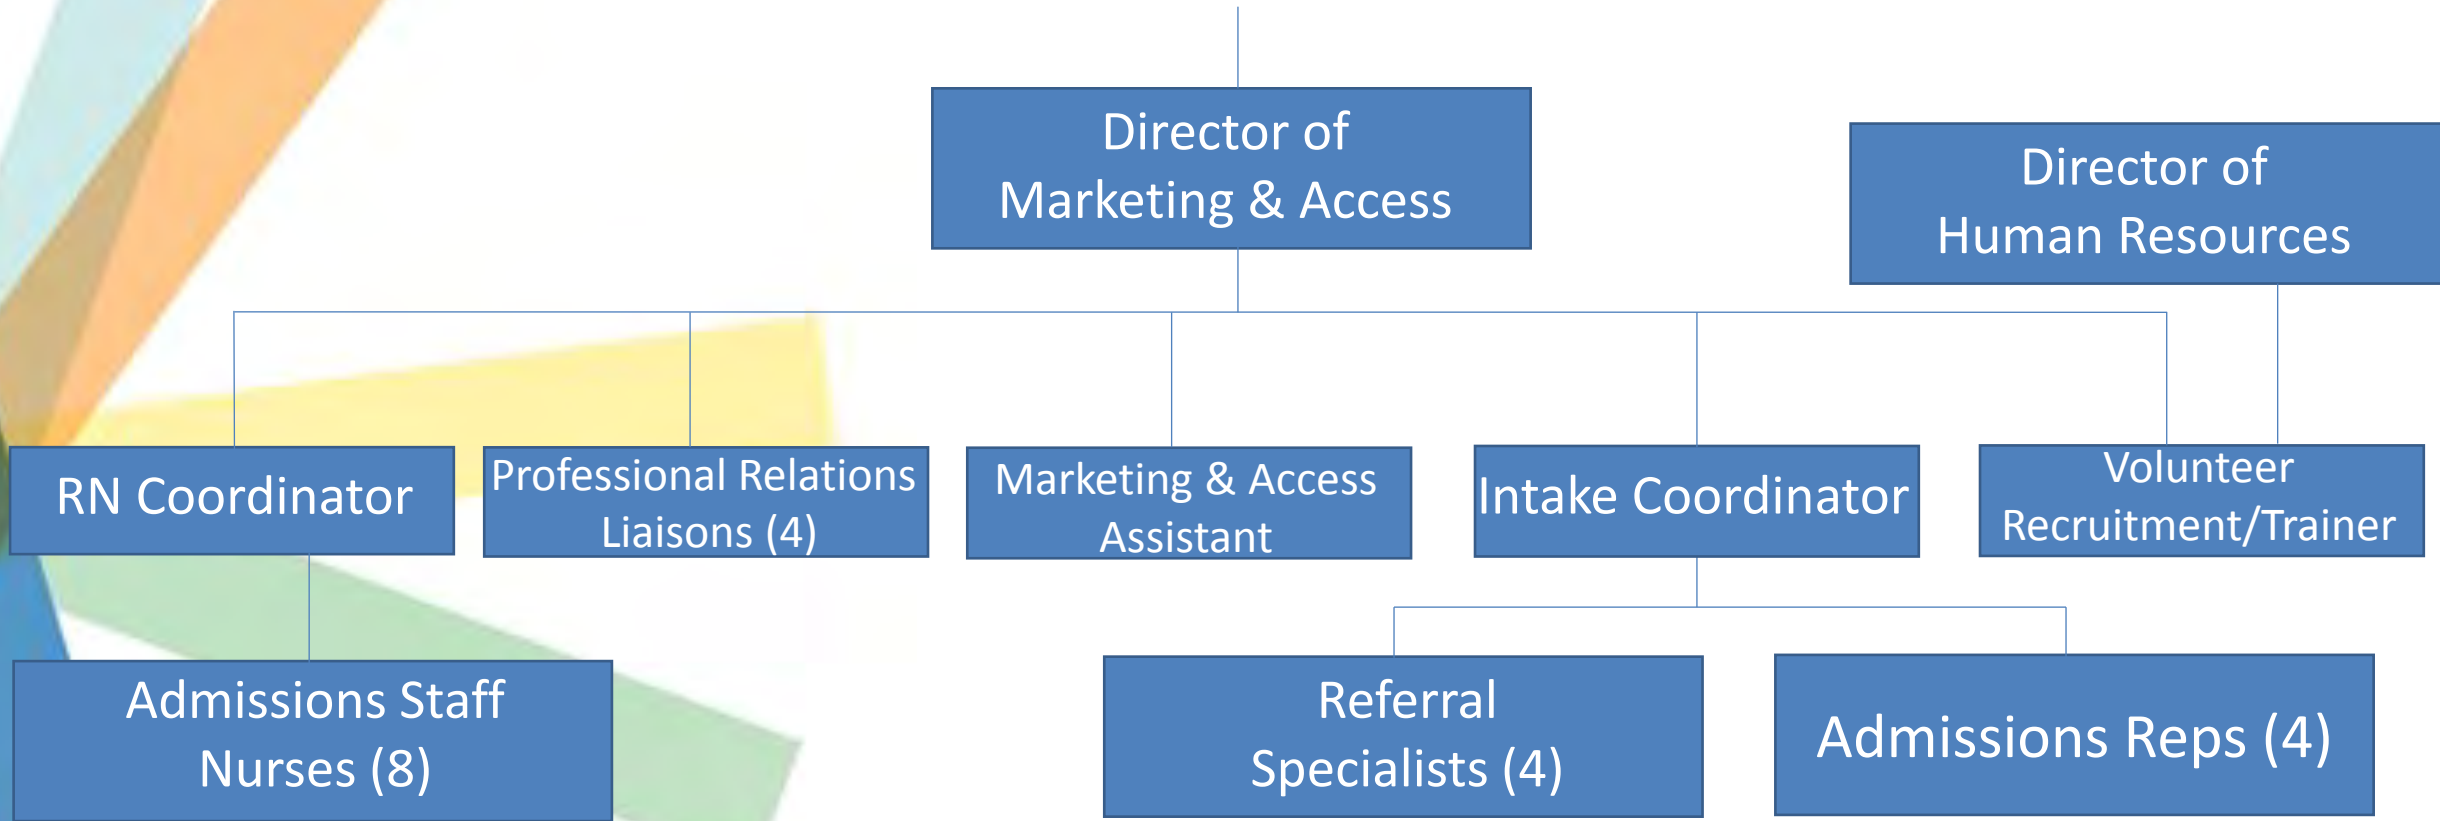 Director of
Marketing & Access
Director of
Human Resources
RN Coordinator
Professional Relations
Liaisons (4)
Marketing & Access
Assistant
Intake Coordinator
Volunteer
Recruitment/Trainer
Admissions Staff
Nurses (8)
Referral
Specialists (4)
Admissions Reps (4)